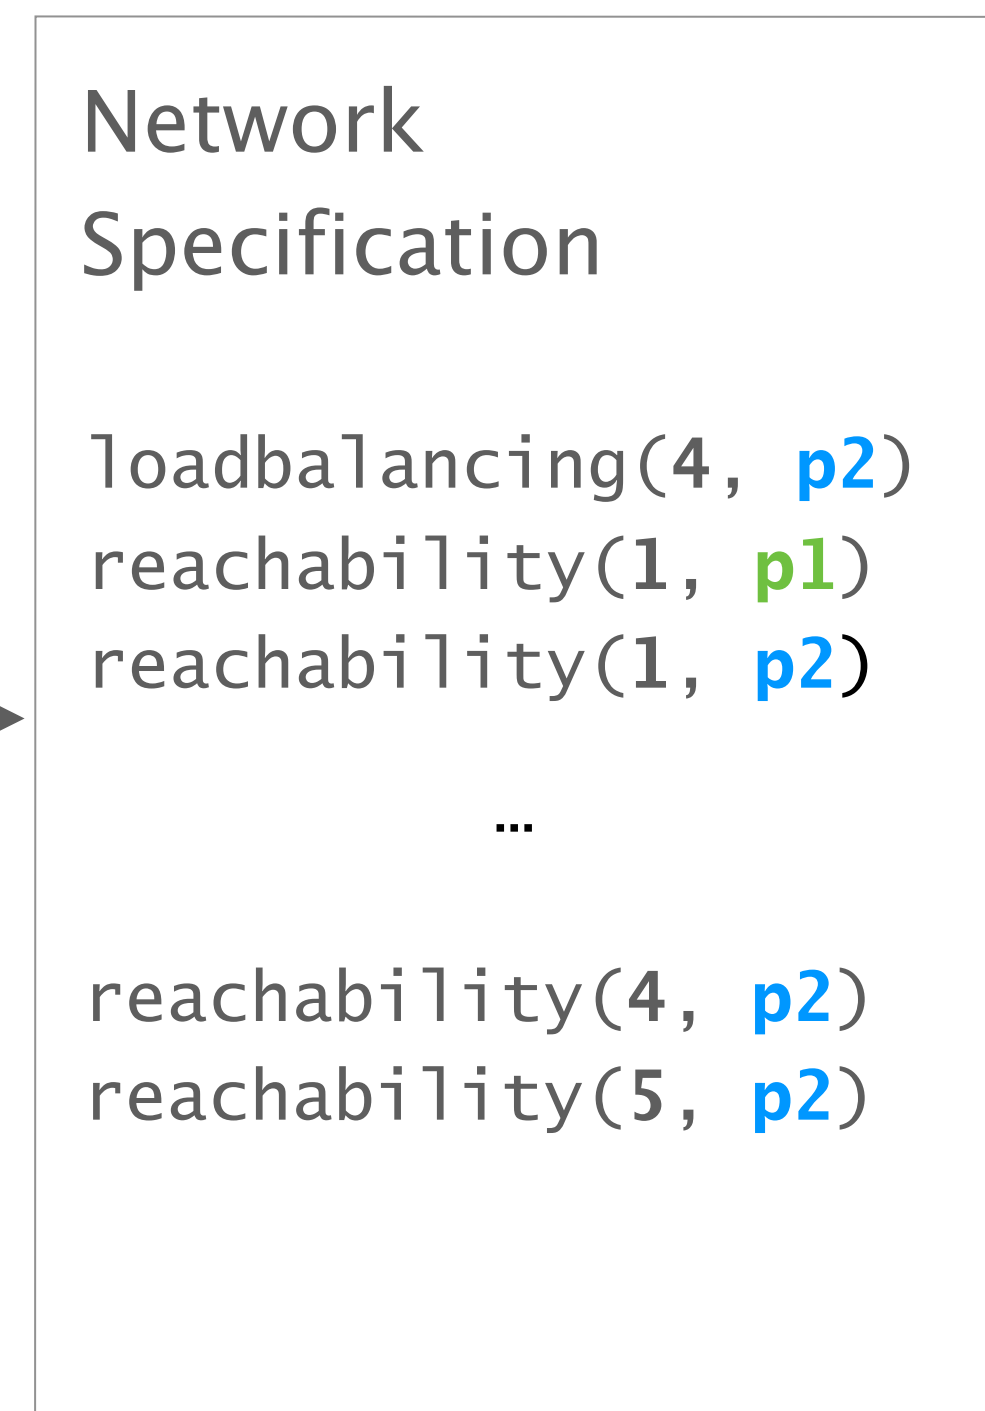 Network
Specification
loadbalancing(4, p2)
reachability(1, p1)
reachability(1, p2)
…
reachability(4, p2)
reachability(5, p2)